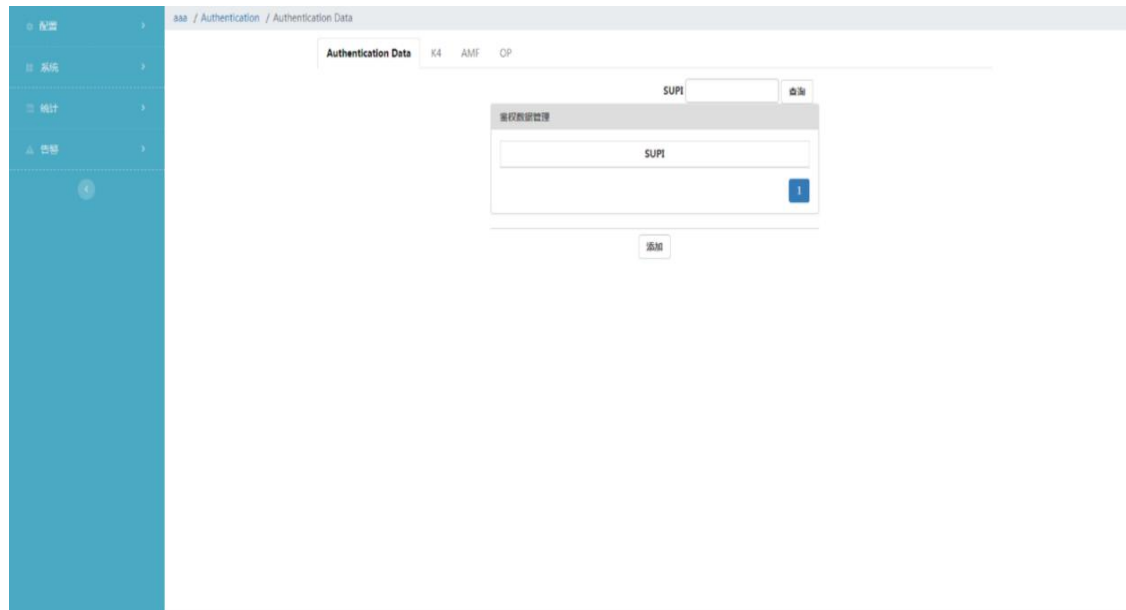 aaa / Authentication / Authentication Data
配置
系统
统计
告警
Authentication Data K4 AMF OP
SUPI 查询
鉴权数据管理
SUPI
1
添加